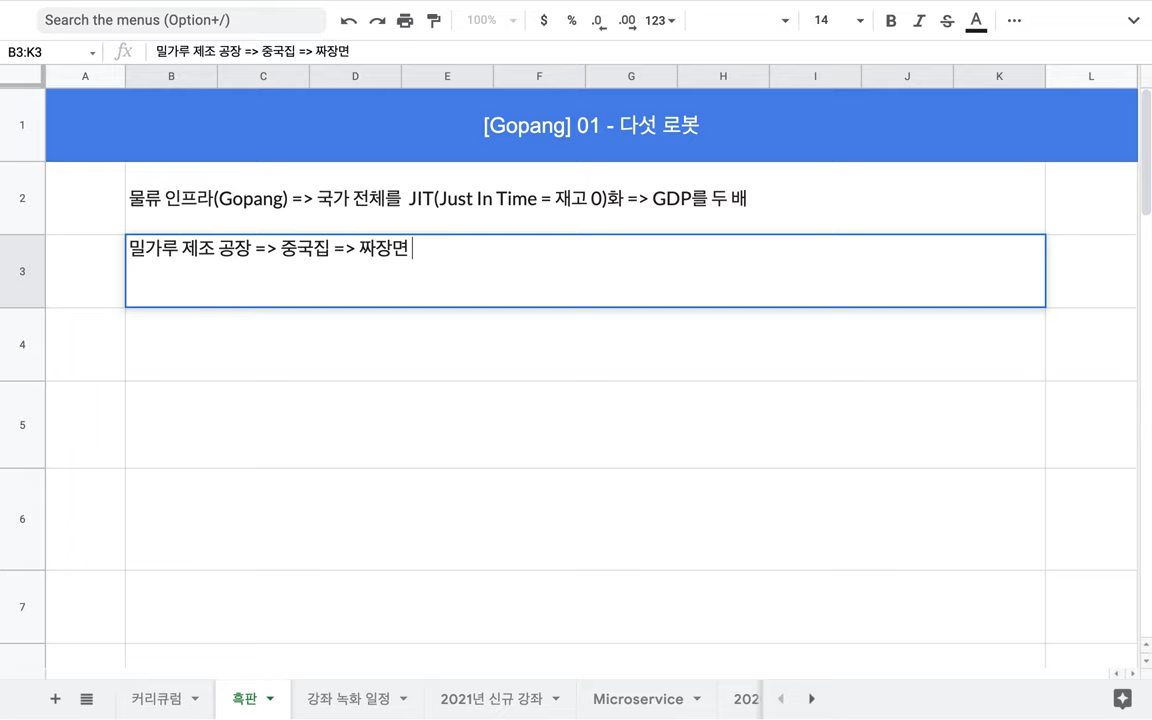 Search the menus (Option+/) 100% $ % .0 .00 123 14 B I S A
B3:K3 fx 밀가루 제조 공장 => 중국집 => 짜장면
A B C D E F G H I J K L
1 [Gopang] 01 - 다섯 로봇
2 물류 인프라(Gopang) => 국가 전체를 JIT(Just In Time = 재고 0)화 => GDP를 두 배
3 밀가루 제조 공장 => 중국집 => 짜장면
4
5
6
7
커리큐럼 흑판 강좌 녹화 일정 2021년 신규 강좌 Microservice 202